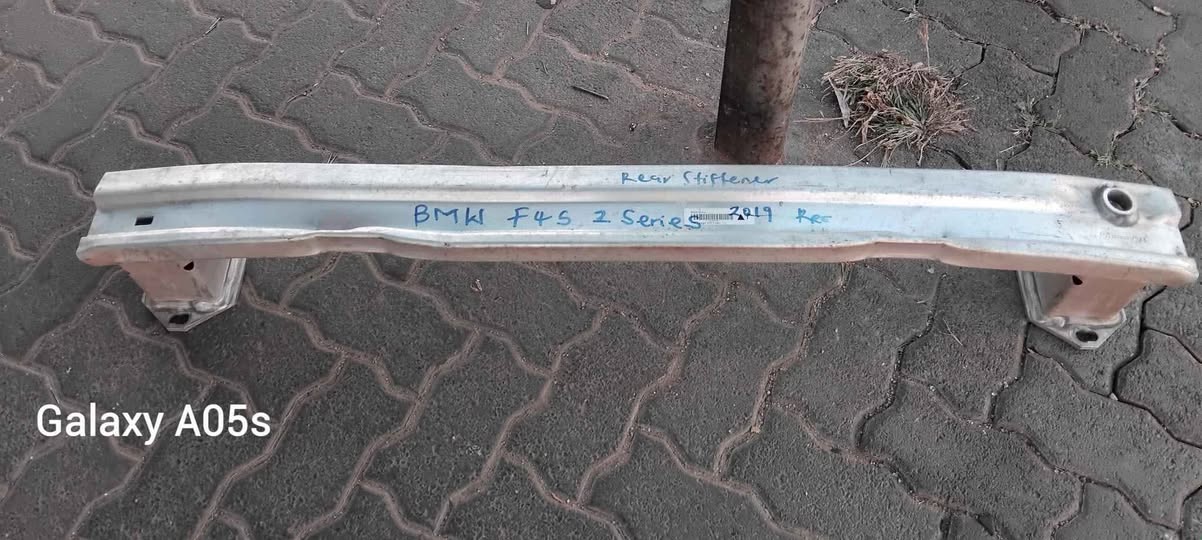 Rear Stiffener
BMW F45 2 Series 2019 Rear
Galaxy A05s